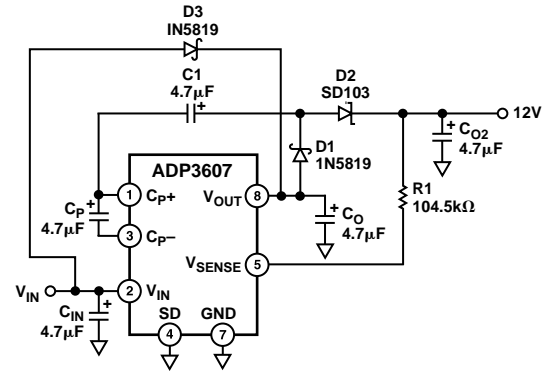 D3
IN5819
C1
4.7µF
+
D2
SD103
12V
+
C_O2
4.7µF
D1
1N5819
R1
104.5kΩ
ADP3607
1
C_P+
C_P
+
4.7µF
3
C_P–
V_OUT
8
+
C_O
4.7µF
V_SENSE
5
V_IN
2
V_IN
C_IN
+
4.7µF
SD
GND
4
7